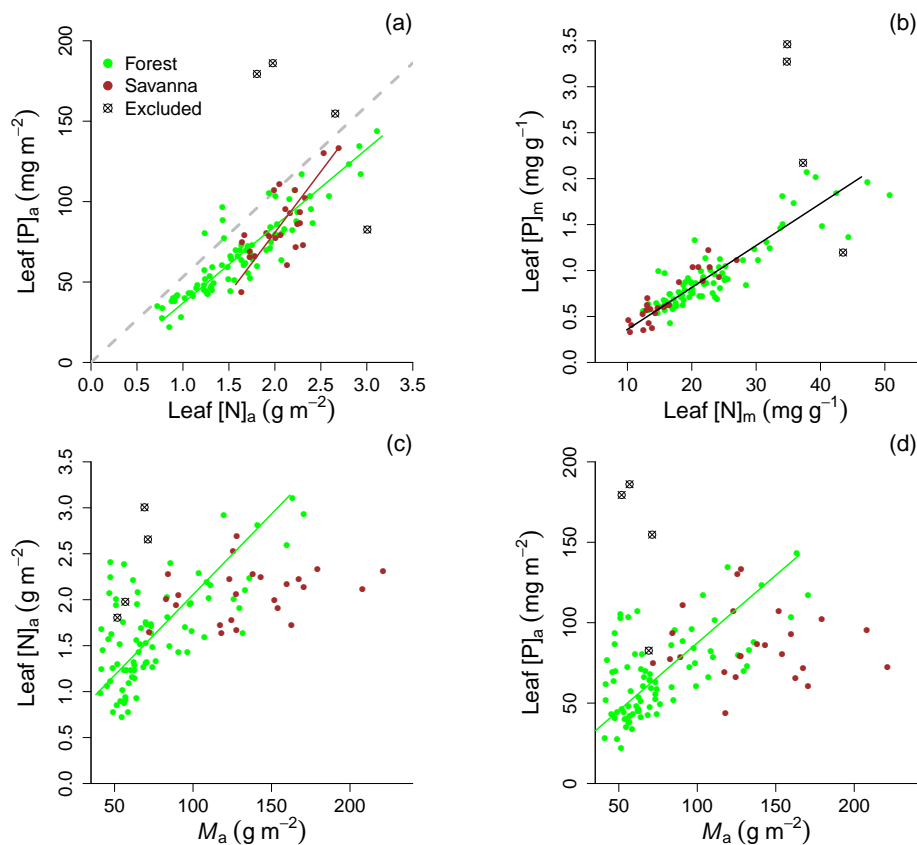 (a)
200
150
100
50
0
Leaf [P]a (mg m−2)
Forest
Savanna
Excluded
0.0 0.5 1.0 1.5 2.0 2.5 3.0 3.5
Leaf [N]a (g m−2)
(b)
3.5
3.0
2.5
2.0
1.5
1.0
0.5
0.0
Leaf [P]m (mg g−1)
10 20 30 40 50
Leaf [N]m (mg g−1)
(c)
3.5
3.0
2.5
2.0
1.5
1.0
0.5
0.0
Leaf [N]a (g m−2)
50 100 150 200
Ma (g m−2)
(d)
200
150
100
50
0
Leaf [P]a (mg m−2)
50 100 150 200
Ma (g m−2)